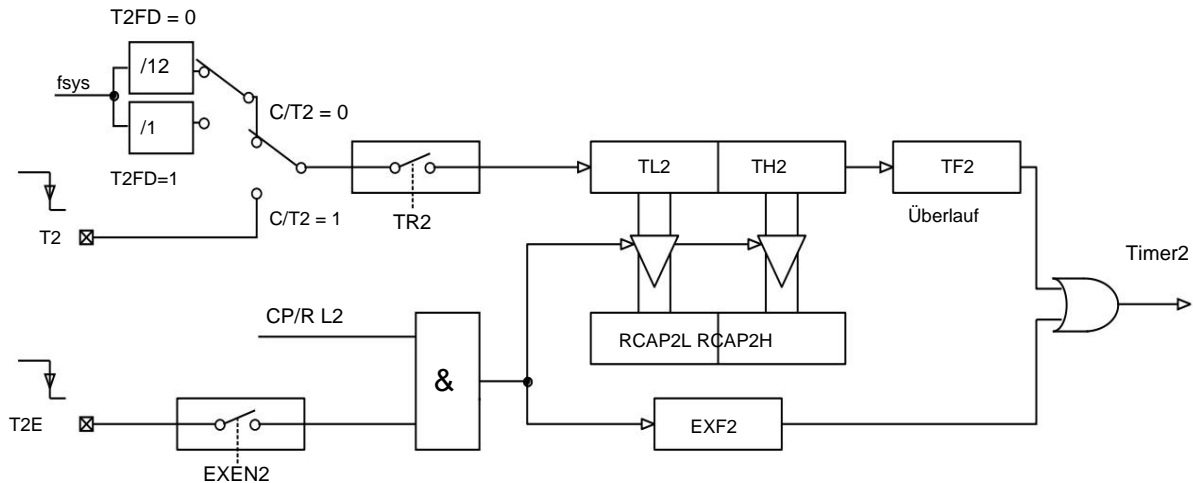 T2FD = 0
/12
fsys
C/T2 = 0
/1
T2FD=1
TL2
TH2
TF2
C/T2 = 1
TR2
Überlauf
T2
Timer2
CP/R L2
RCAP2L RCAP2H
&
T2E
EXF2
EXEN2